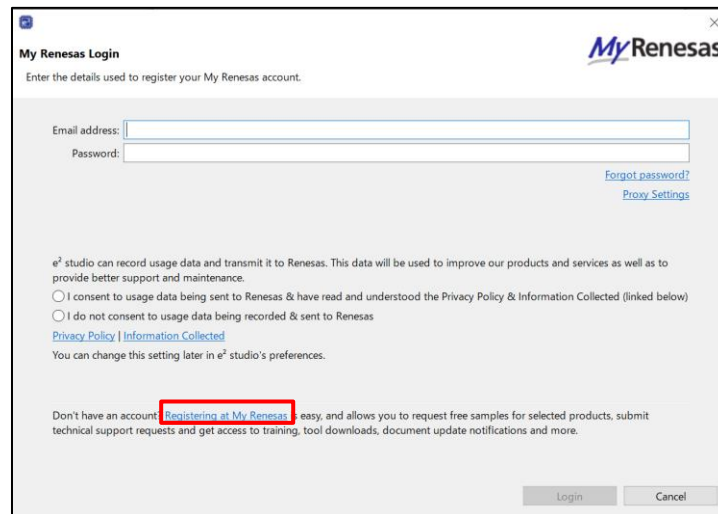 My Renesas Login
MyRenesas
Enter the details used to register your My Renesas account.
Email address:
Password:
Forgot password?
Proxy Settings
e² studio can record usage data and transmit it to Renesas. This data will be used to improve our products and services as well as to
provide better support and maintenance.
I consent to usage data being sent to Renesas & have read and understood the Privacy Policy & Information Collected (linked below)
I do not consent to usage data being recorded & sent to Renesas
Privacy Policy | Information Collected
You can change this setting later in e² studio's preferences.
Don't have an account? Registering at My Renesas is easy, and allows you to request free samples for selected products, submit
technical support requests and get access to training, tool downloads, document update notifications and more.
Login
Cancel